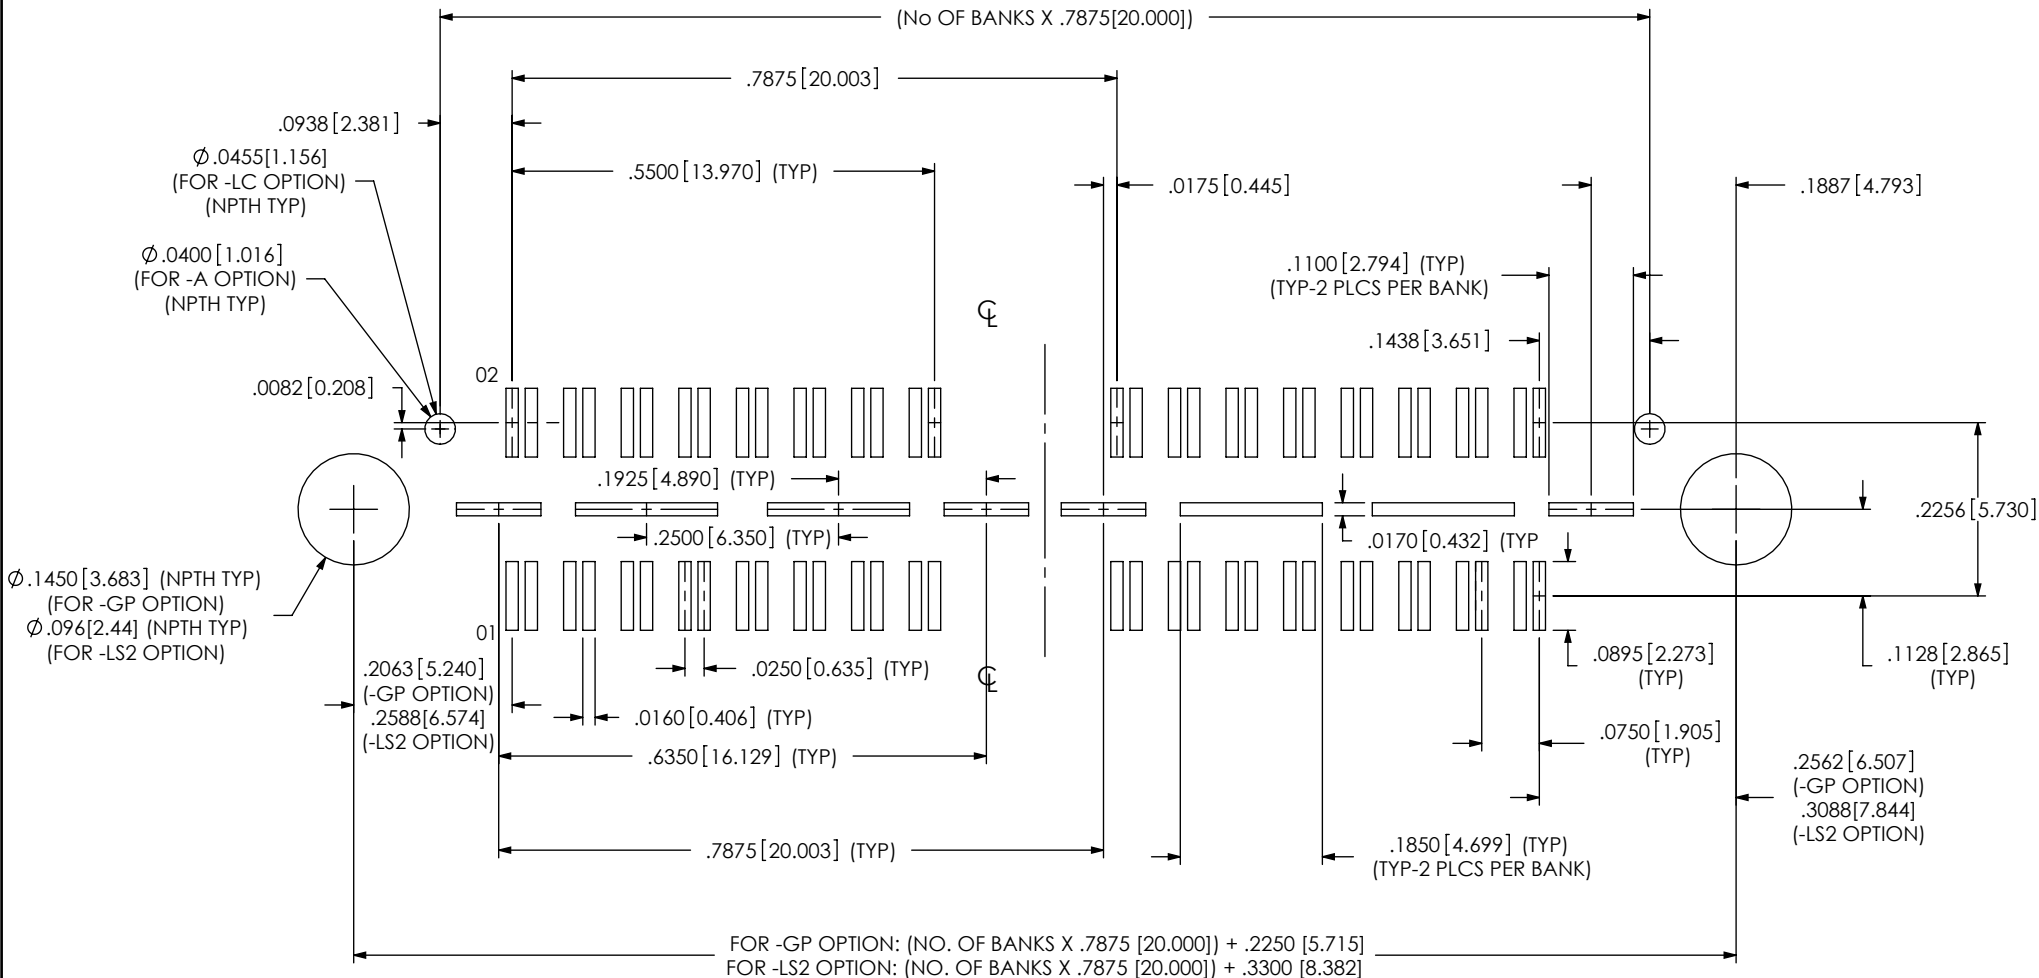 (No OF BANKS X .7875[20.000])
.7875[20.003]
.0938[2.381]
Ø.0455[1.156]
(FOR -LC OPTION)
(NPTH TYP)
.5500[13.970] (TYP)
.0175[0.445]
.1887[4.793]
Ø.0400[1.016]
(FOR -A OPTION)
(NPTH TYP)
.1100[2.794] (TYP)
(TYP-2 PLCS PER BANK)
℄
.1438[3.651]
02
.0082[0.208]
.1925[4.890] (TYP)
.2256[5.730]
.2500[6.350] (TYP)
.0170[0.432] (TYP
Ø.1450[3.683] (NPTH TYP)
(FOR -GP OPTION)
Ø.096[2.44] (NPTH TYP)
(FOR -LS2 OPTION)
01
.2063[5.240]
(-GP OPTION)
.2588[6.574]
(-LS2 OPTION)
.0250[0.635] (TYP)
℄
.0895[2.273]
(TYP)
.1128[2.865]
(TYP)
.0160[0.406] (TYP)
.6350[16.129] (TYP)
.0750[1.905]
(TYP)
.2562[6.507]
(-GP OPTION)
.3088[7.844]
(-LS2 OPTION)
.7875[20.003] (TYP)
.1850[4.699] (TYP)
(TYP-2 PLCS PER BANK)
FOR -GP OPTION: (NO. OF BANKS X .7875 [20.000]) + .2250 [5.715]
FOR -LS2 OPTION: (NO. OF BANKS X .7875 [20.000]) + .3300 [8.382]